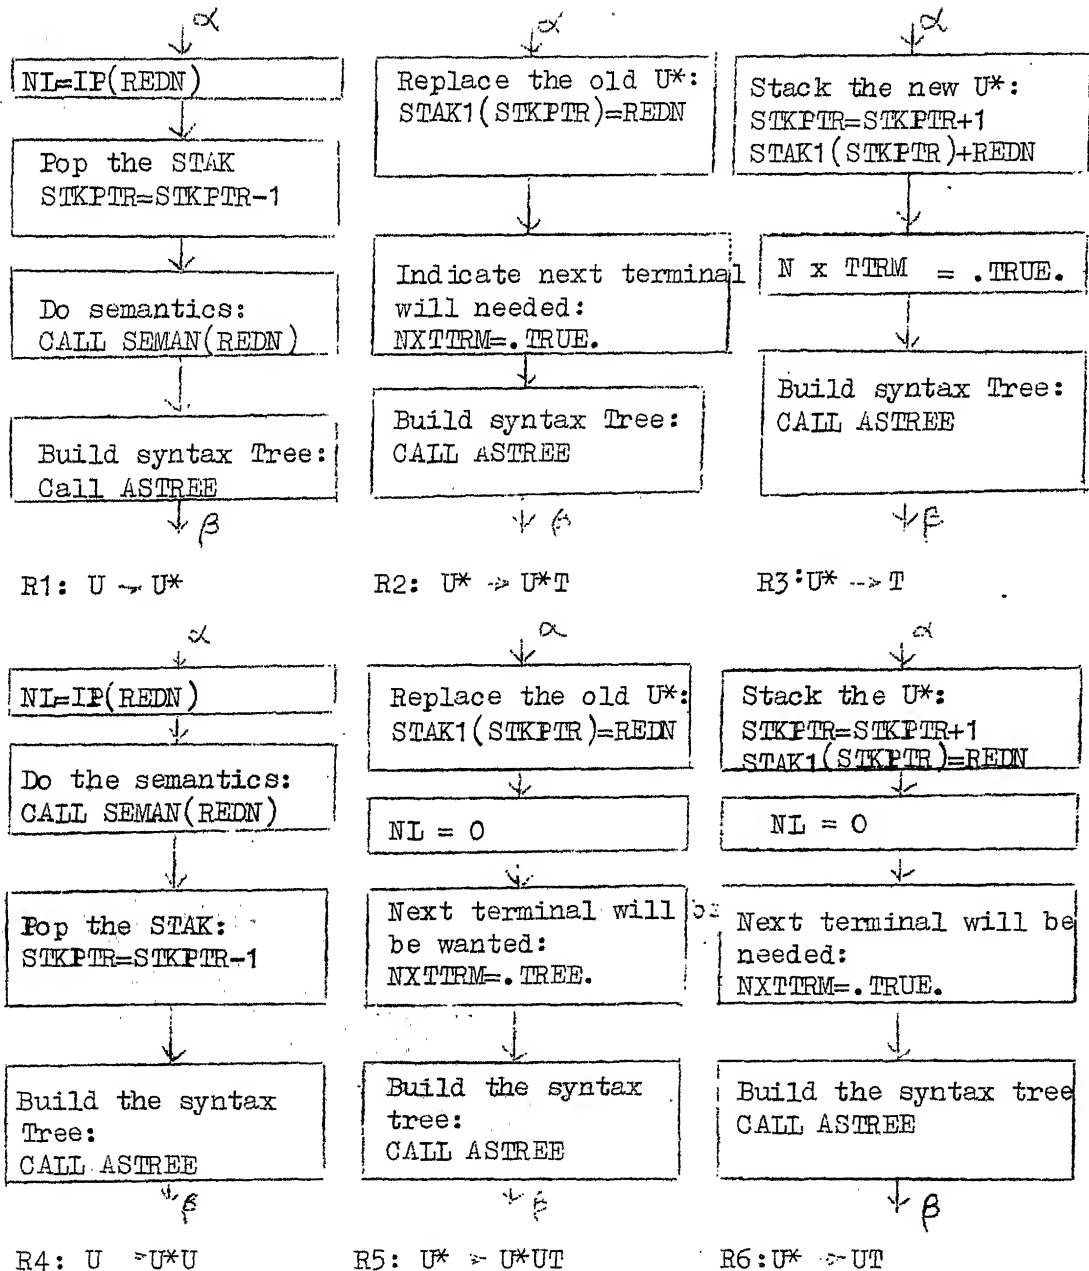 α
NL=IP(REDN)
Pop the STAK
STKPTR=STKPTR-1
Do semantics:
CALL SEMAN(REDN)
Build syntax Tree:
Call ASTREE
β
R1: U → U*
α
Replace the old U*:
STAK1(STKPTR)=REDN
Indicate next terminal
will needed:
NXTTRM=.TRUE.
Build syntax Tree:
CALL ASTREE
β
R2: U* → U*T
α
Stack the new U*:
STKPTR=STKPTR+1
STAK1(STKPTR)+REDN
N x TTRM = .TRUE.
Build syntax Tree:
CALL ASTREE
β
R3:U* --> T
α
NL=IP(REDN)
Do the semantics:
CALL SEMAN(REDN)
Pop the STAK:
STKPTR=STKPTR-1
Build the syntax
Tree:
CALL ASTREE
β
R4: U > U*U
α
Replace the old U*:
STAK1(STKPTR)=REDN
NL = 0
Next terminal will be
be wanted:
NXTTRM=.TREE.
Build the syntax
tree:
CALL ASTREE
β
R5: U* > U*UT
α
Stack the U*:
STKPTR=STKPTR+1
STAK1(STKPTR)=REDN
NL = 0
Next terminal will be
needed:
NXTTRM=.TRUE.
Build the syntax tree
CALL ASTREE
β
R6:U* -> UT